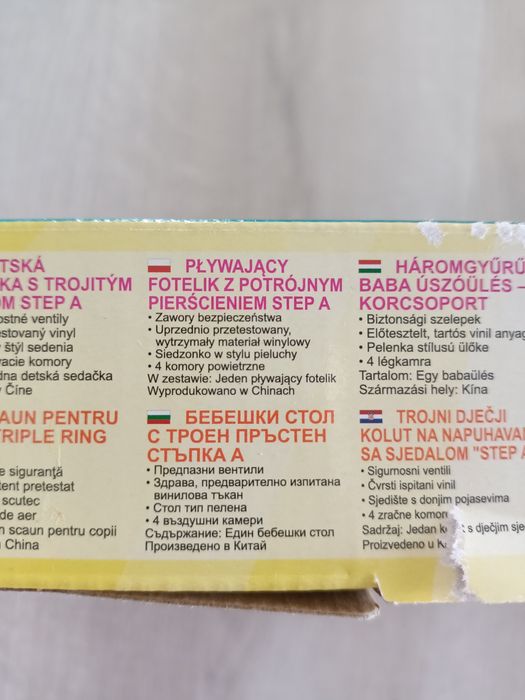 TSKÁ
KA S TROJITÝM
OM STEP A
ostné ventily
estovaný vinyl
štýl sedenia
vacie komory
dna detská sedačka
Číne
PŁYWAJĄCY
FOTELIK Z POTRÓJNYM
PIERŚCIENIEM STEP A
• Zawory bezpieczeństwa
• Uprzednio przetestowany,
wytrzymały materiał winylowy
• Siedzonko w stylu pieluchy
• 4 komory powietrzne
W zestawie: Jeden pływający fotelik
Wyprodukowano w Chinach
HÁROMGYŰRŰ
BABA ÚSZÓÜLÉS –
KORCSOPORT
• Biztonsági szelepek
• Előtesztelt, tartós vinil anyag
• Pelenka stílusú ülőke
• 4 légkamra
Tartalom: Egy babaülés
Származási hely: Kína
CAUN PENTRU
TRIPLE RING
e siguranță
tent pretestat
scutec
de aer
n scaun pentru copii
China
БЕБЕШКИ СТОЛ
С ТРОЕН ПРЪСТЕН
СТЪПКА А
• Предпазни вентили
• Здрава, предварително изпитана
винилова тъкан
• Стол тип пелена
• 4 въздушни камери
Съдържание: Един бебешки стол
Произведено в Китай
TROJNI DJEČJI
KOLUT NA NAPUHAVA
SA SJEDALOM "STEP A
• Sigurnosni ventili
• Čvrsti ispitani vinil
• Sjedište s donjim pojasevima
• 4 zračne komor
Sadržaj: Jedan k t s dječjim sje
Proizvedeno u K